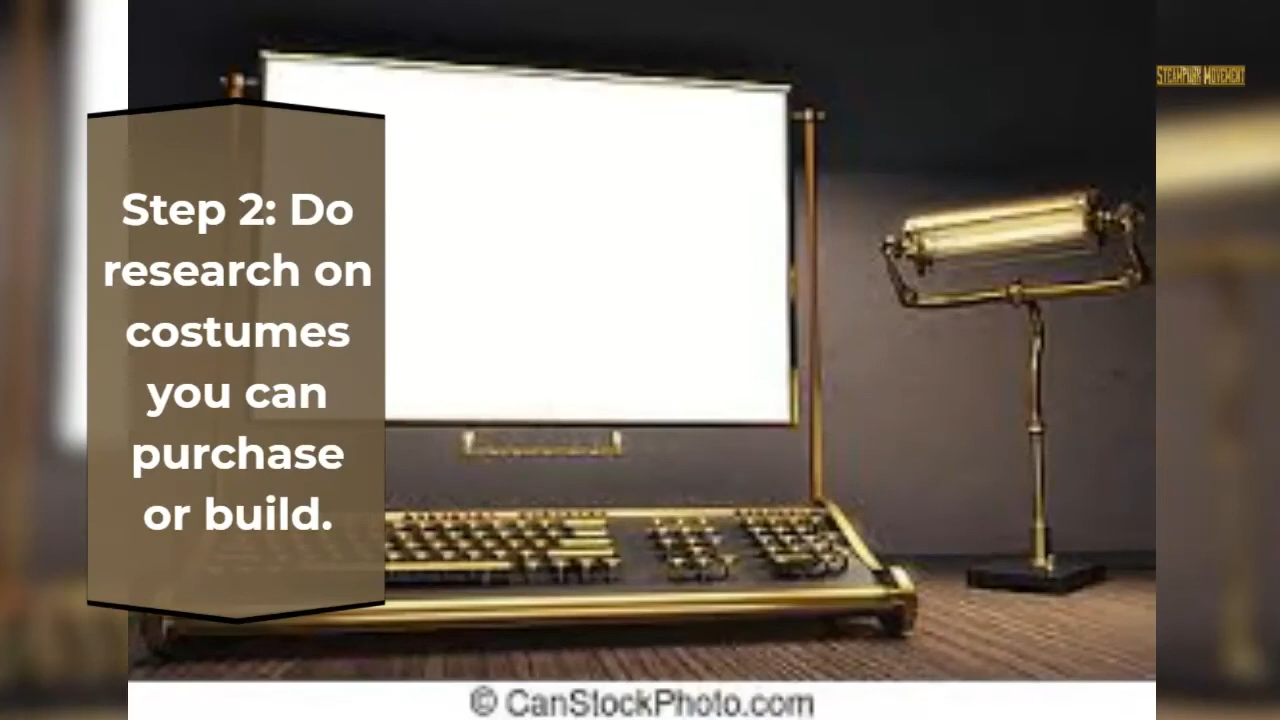 STEAMPUNK MOVEMENT
Step 2: Do
research on
costumes
you can
purchase
or build.
© CanStockPhoto.com